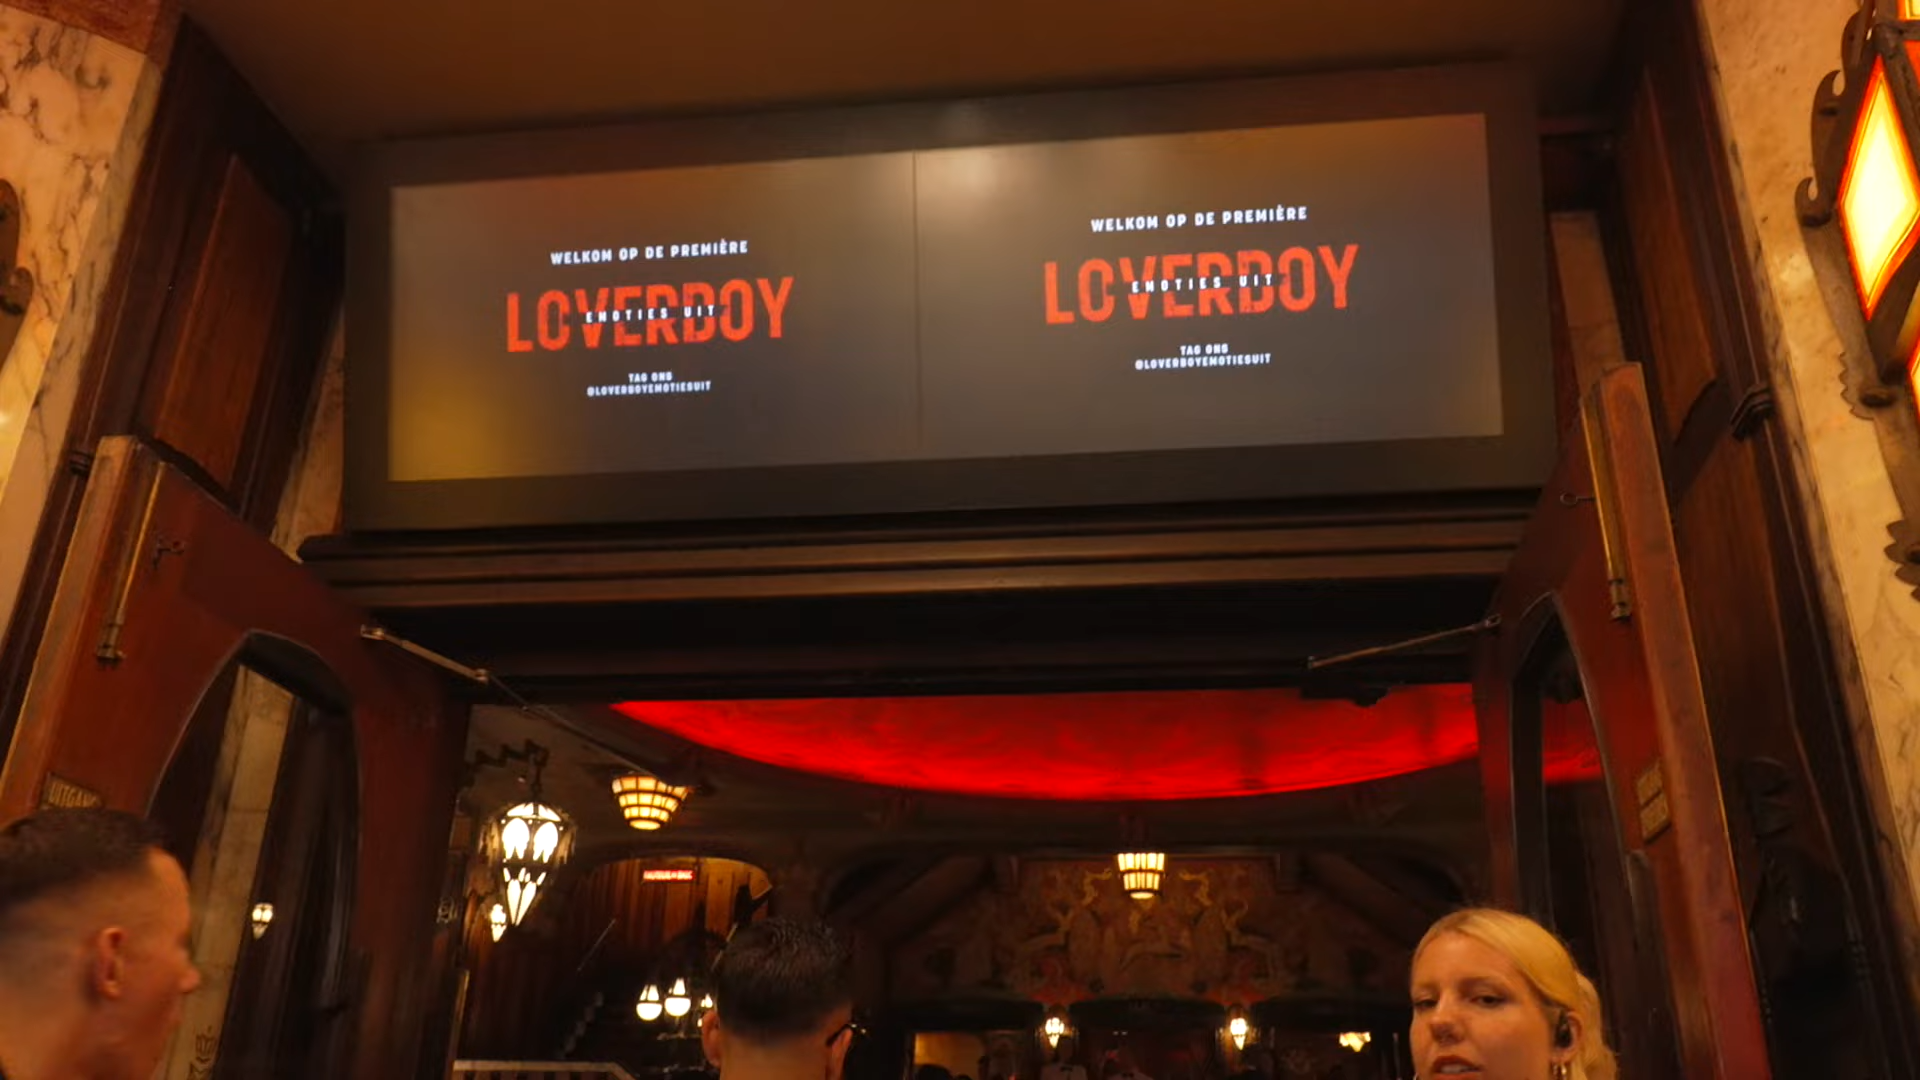 WELKOM OP DE PREMIÈRE
LOVERBOY
EMOTIES UIT
TAG ONS
@LOVERBOYEMOTIESUIT
WELKOM OP DE PREMIÈRE
LOVERBOY
EMOTIES UIT
TAG ONS
@LOVERBOYEMOTIESUIT
UITGANG